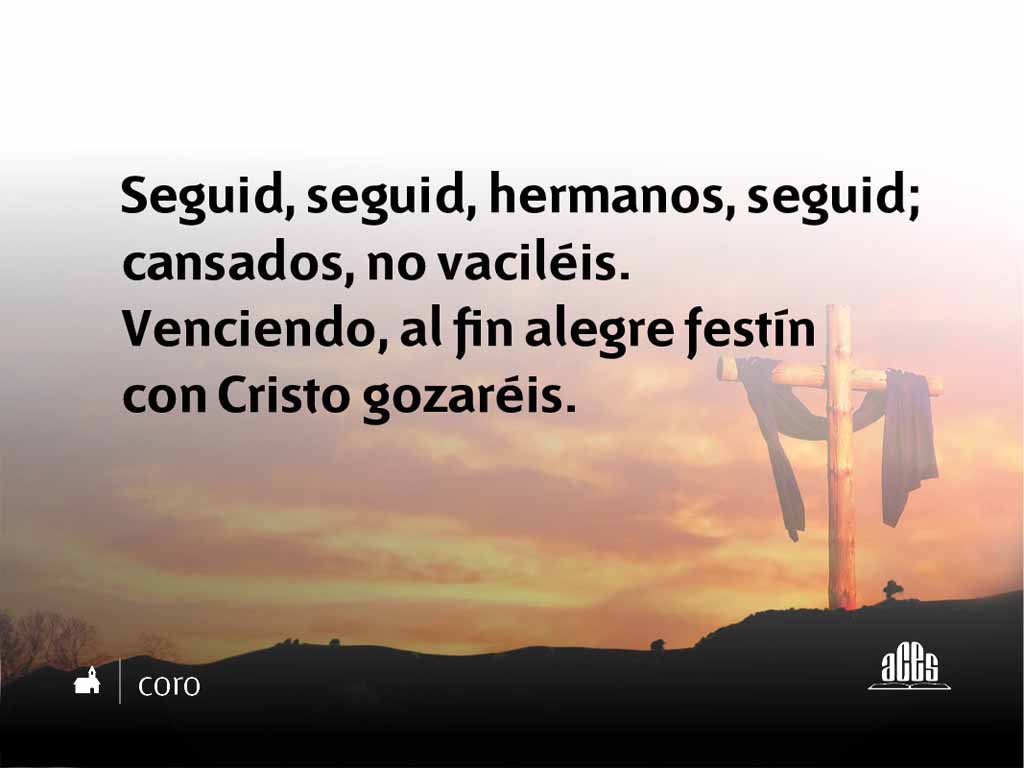 Seguid, seguid, hermanos, seguid;
cansados, no vaciléis.
Venciendo, al fin alegre festín
con Cristo gozaréis.
coro
aces